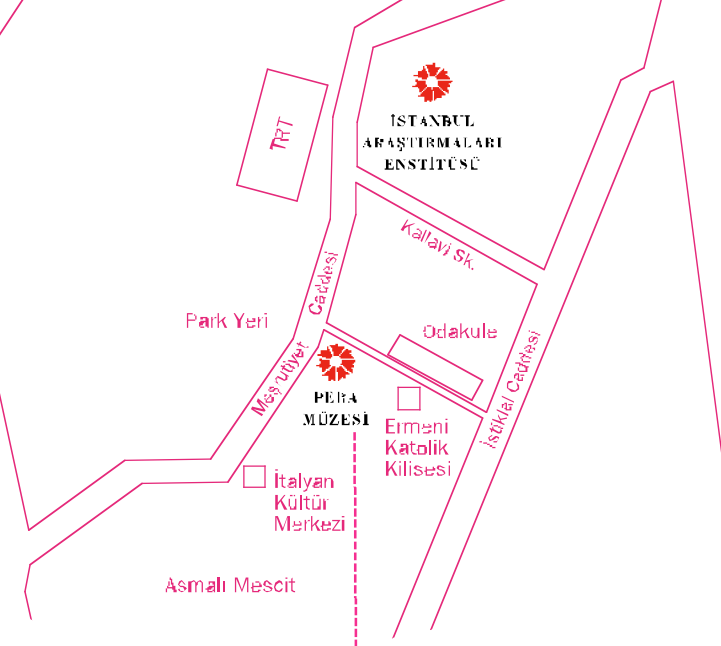 İSTANBUL
ARAŞTIRMALARI
ENSTİTÜSÜ
TRT
Kallavi Sk.
Meşrutiyet Caddesi
Park Yeri
Odakule
İstiklal Caddesi
PERA
MÜZESİ
Ermeni
Katolik
Kilisesi
İtalyan
Kültür
Merkezi
Asmalı Mescit